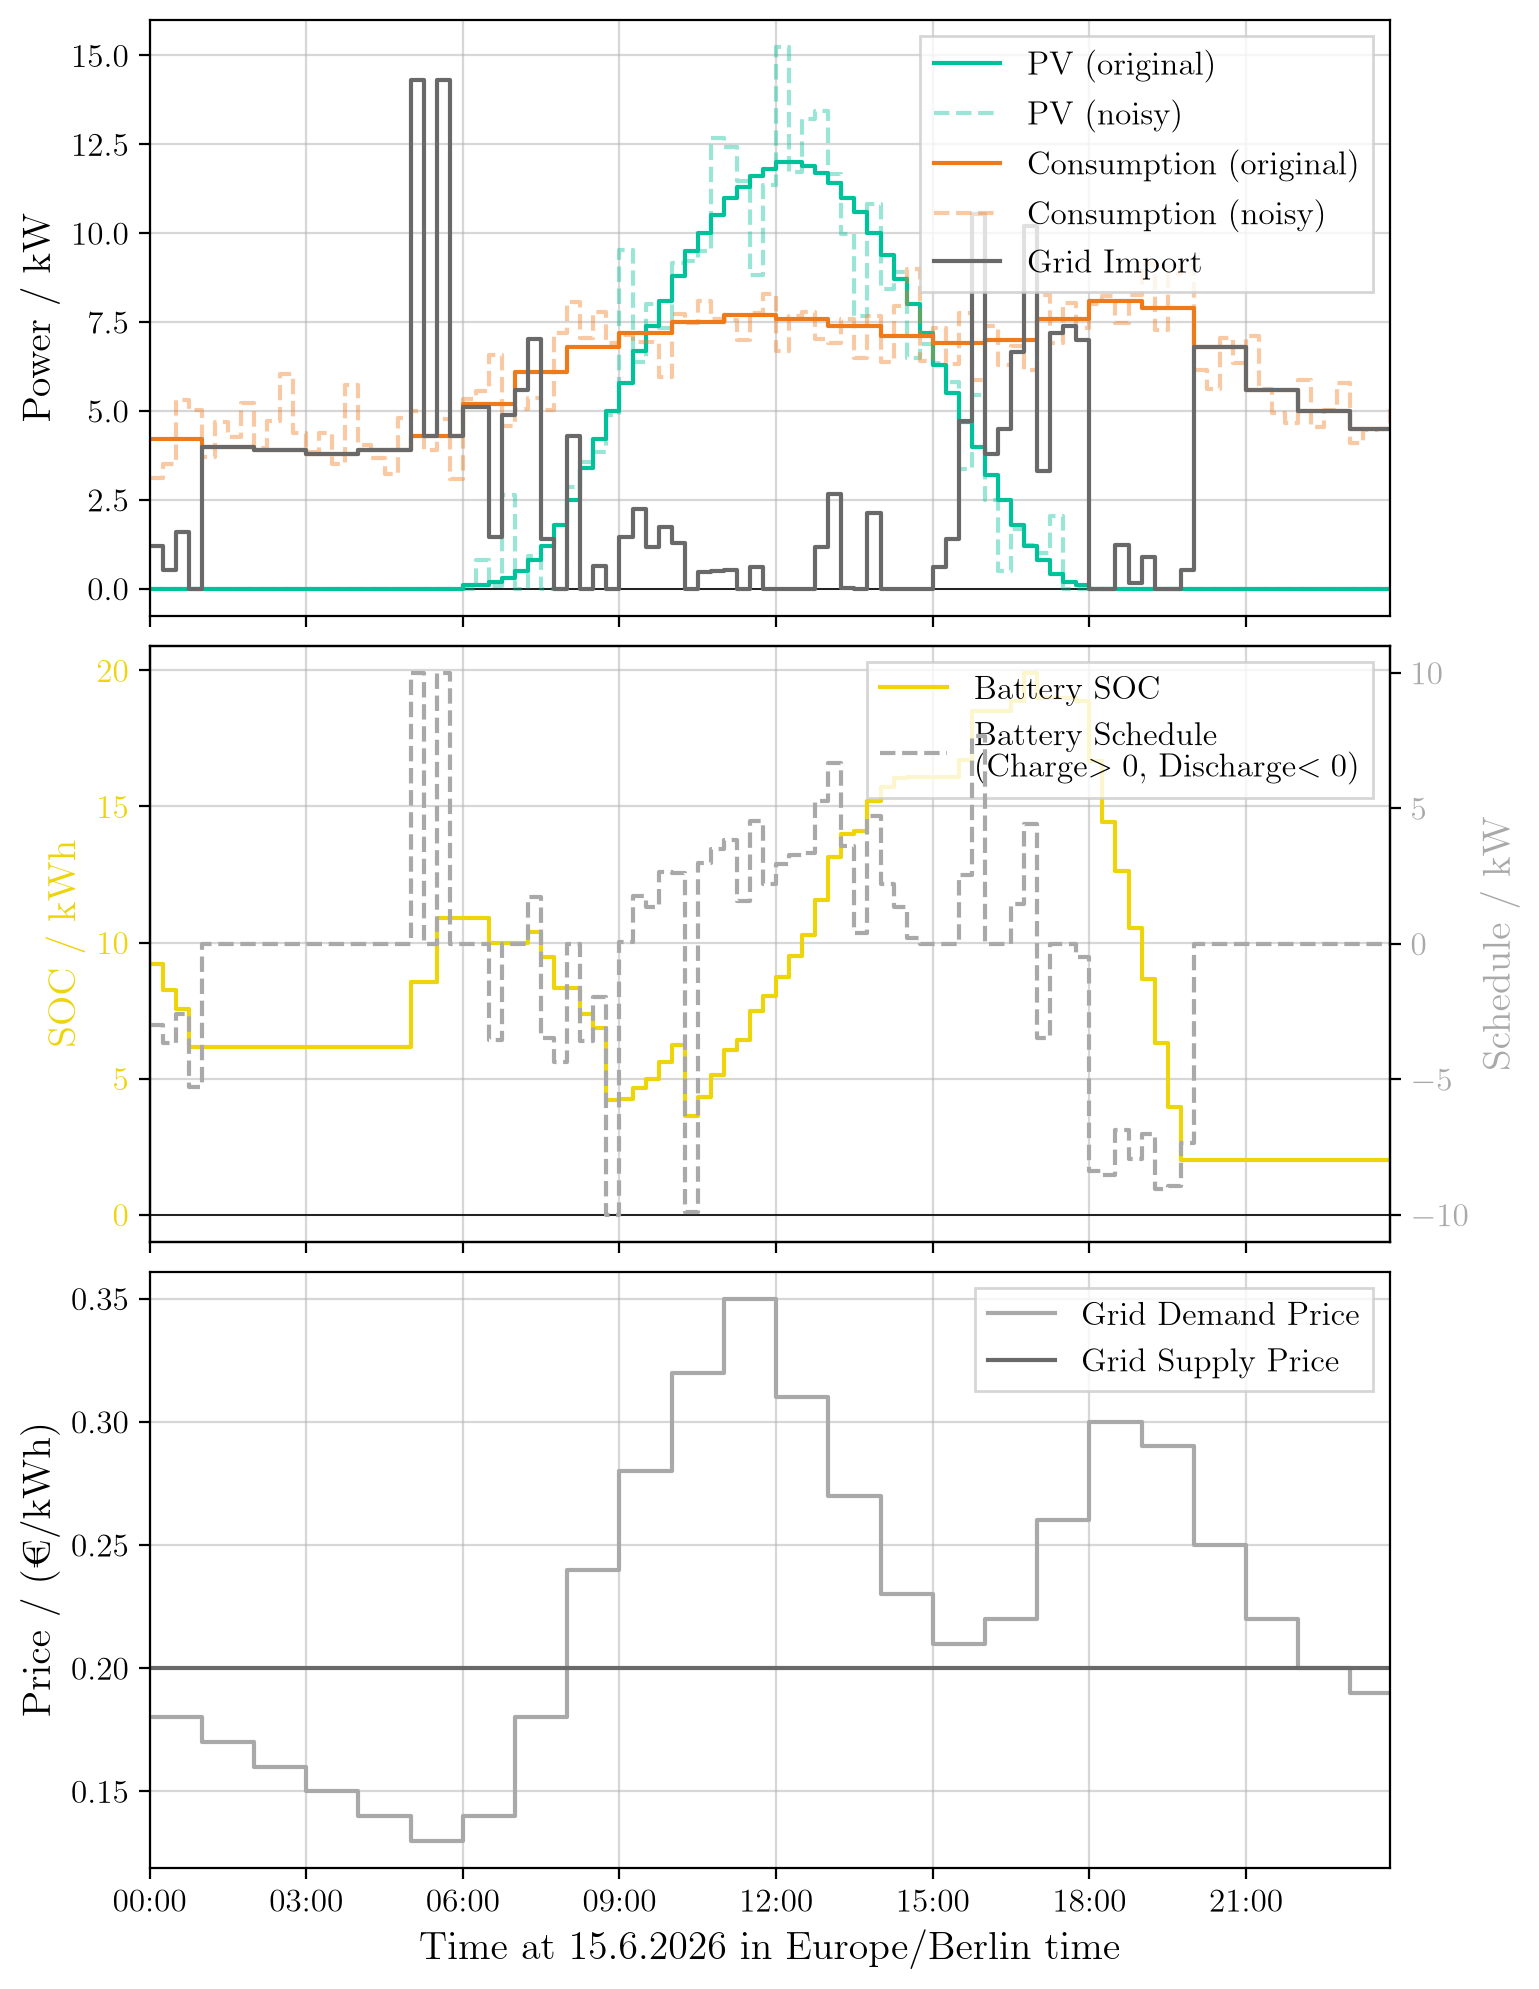 15.0
12.5
10.0
7.5
5.0
2.5
0.0
Power / kW
PV (original)
PV (noisy)
Consumption (original)
Consumption (noisy)
Grid Import
20
15
10
5
0
SOC / kWh
Battery SOC
Battery Schedule
(Charge> 0, Discharge< 0)
10
5
0
−5
−10
Schedule / kW
0.35
0.30
0.25
0.20
0.15
Price / (€/kWh)
Grid Demand Price
Grid Supply Price
00:00 03:00 06:00 09:00 12:00 15:00 18:00 21:00
Time at 15.6.2026 in Europe/Berlin time